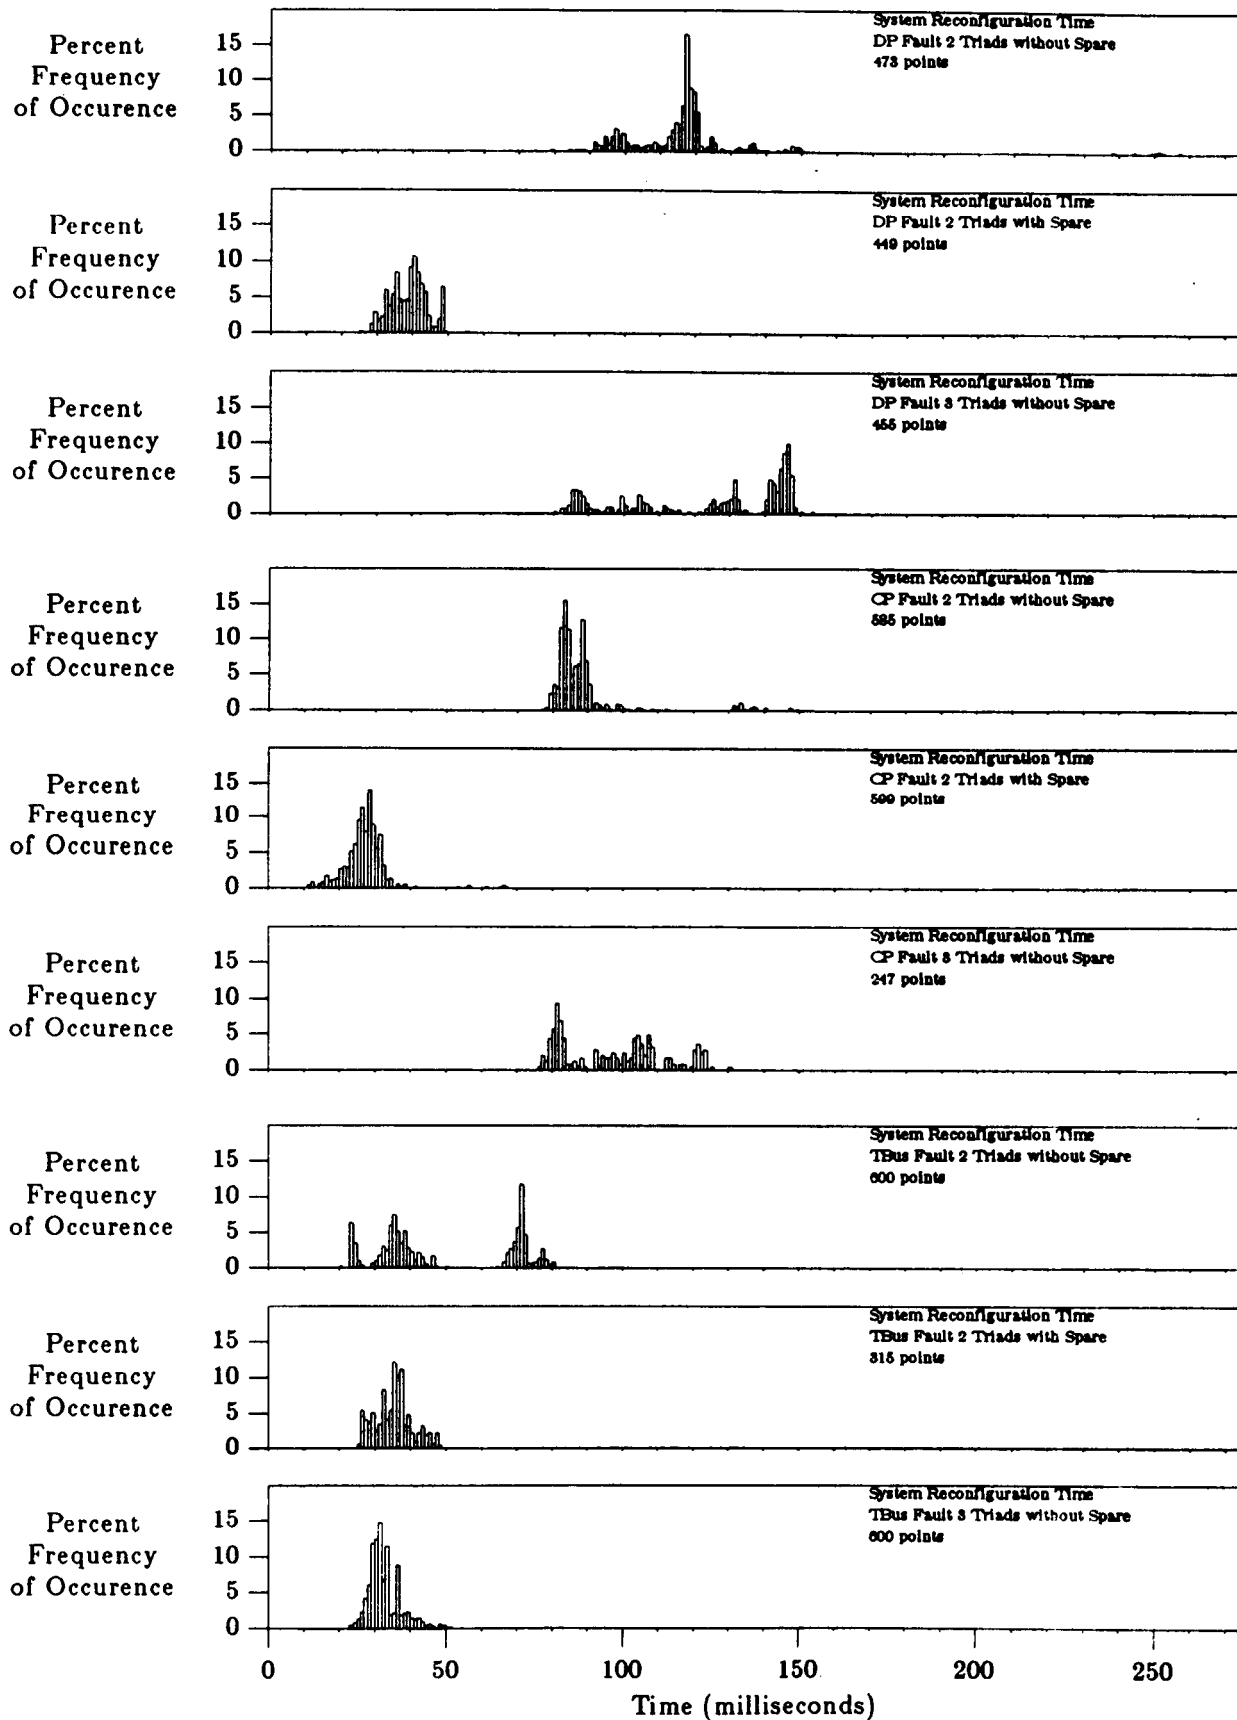 System Reconfiguration Time
DP Fault 2 Triads without Spare
473 points
Percent
Frequency
of Occurence
15
10
5
0
System Reconfiguration Time
DP Fault 2 Triads with Spare
449 points
Percent
Frequency
of Occurence
15
10
5
0
System Reconfiguration Time
DP Fault 3 Triads without Spare
455 points
Percent
Frequency
of Occurence
15
10
5
0
System Reconfiguration Time
CP Fault 2 Triads without Spare
585 points
Percent
Frequency
of Occurence
15
10
5
0
System Reconfiguration Time
CP Fault 2 Triads with Spare
599 points
Percent
Frequency
of Occurence
15
10
5
0
System Reconfiguration Time
CP Fault 3 Triads without Spare
247 points
Percent
Frequency
of Occurence
15
10
5
0
System Reconfiguration Time
TBus Fault 2 Triads without Spare
600 points
Percent
Frequency
of Occurence
15
10
5
0
System Reconfiguration Time
TBus Fault 2 Triads with Spare
315 points
Percent
Frequency
of Occurence
15
10
5
0
System Reconfiguration Time
TBus Fault 3 Triads without Spare
600 points
Percent
Frequency
of Occurence
15
10
5
0
0 50 100 150 200 250
Time (milliseconds)